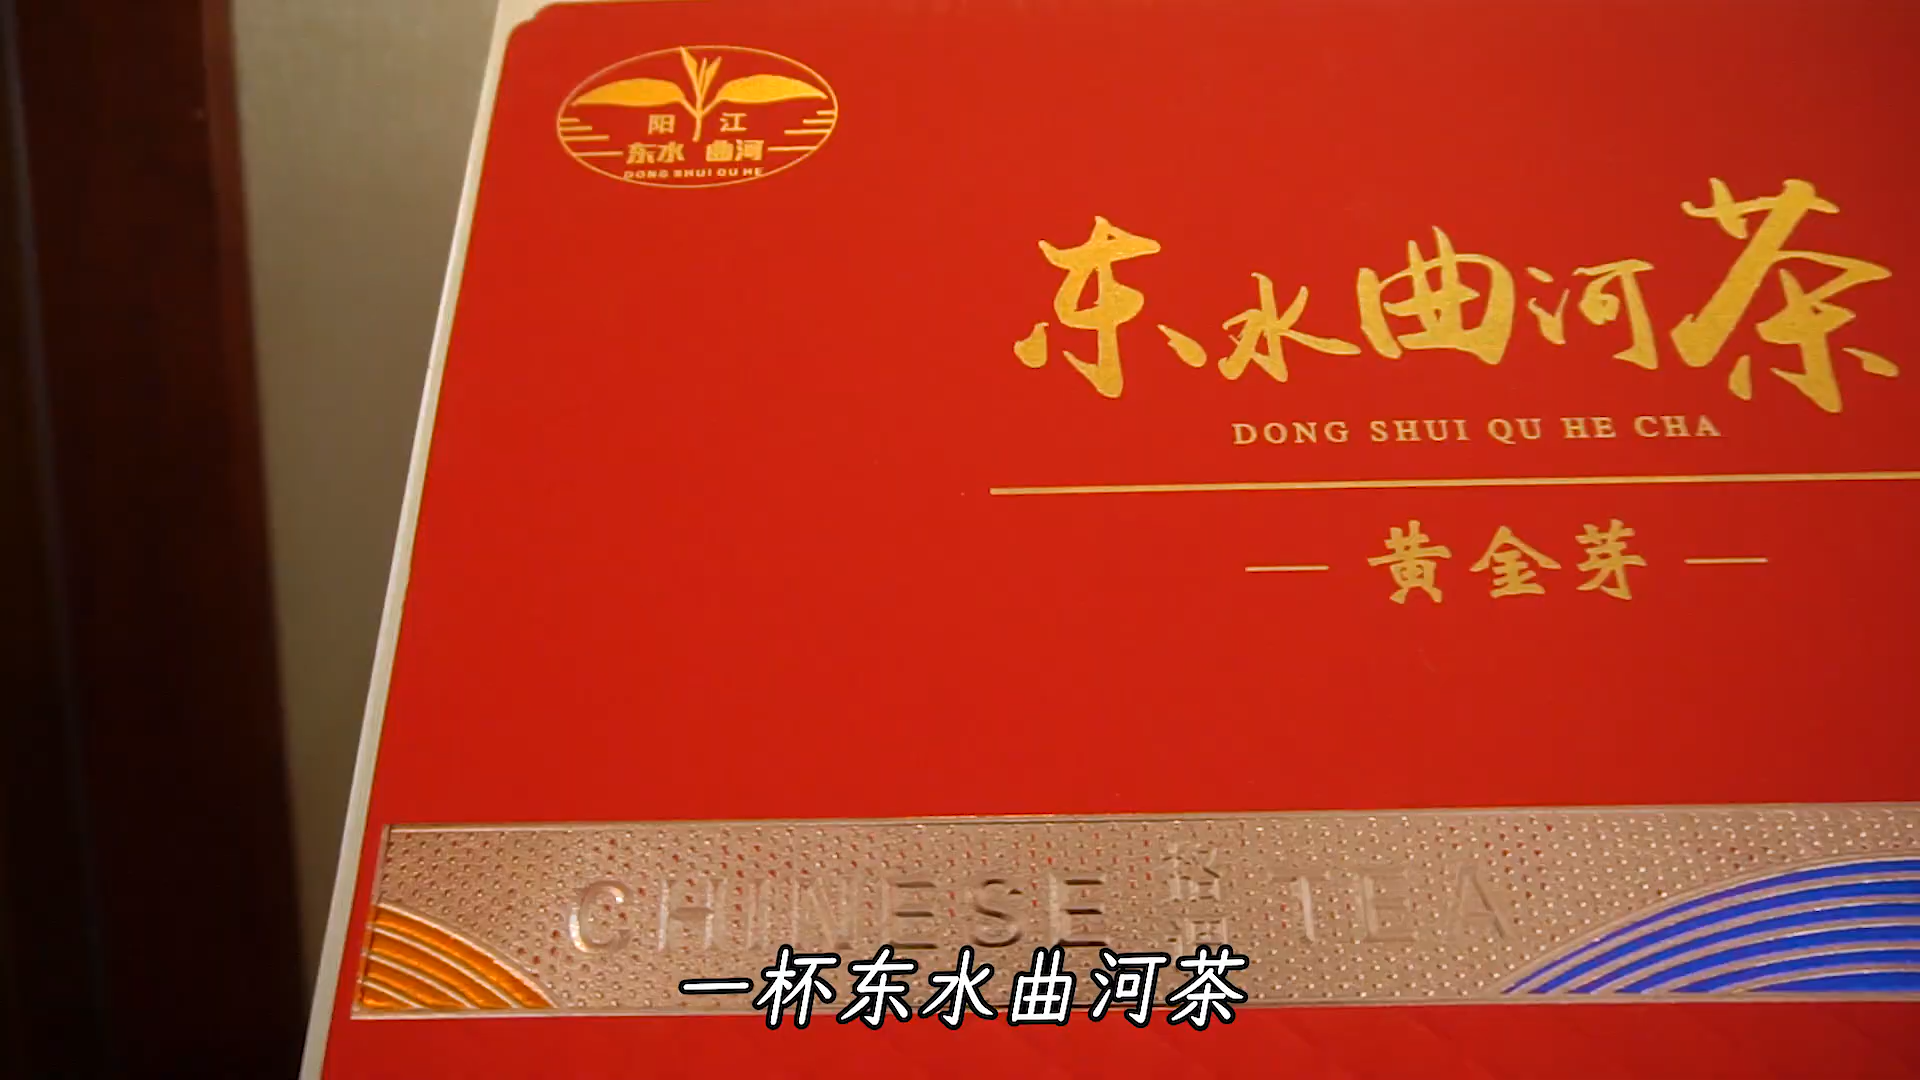 阳 江
东水 曲河
DONG SHUI QU HE
东水曲河茶
DONG SHUI QU HE CHA
黄金芽
CHINESE TEA
一杯东水曲河茶